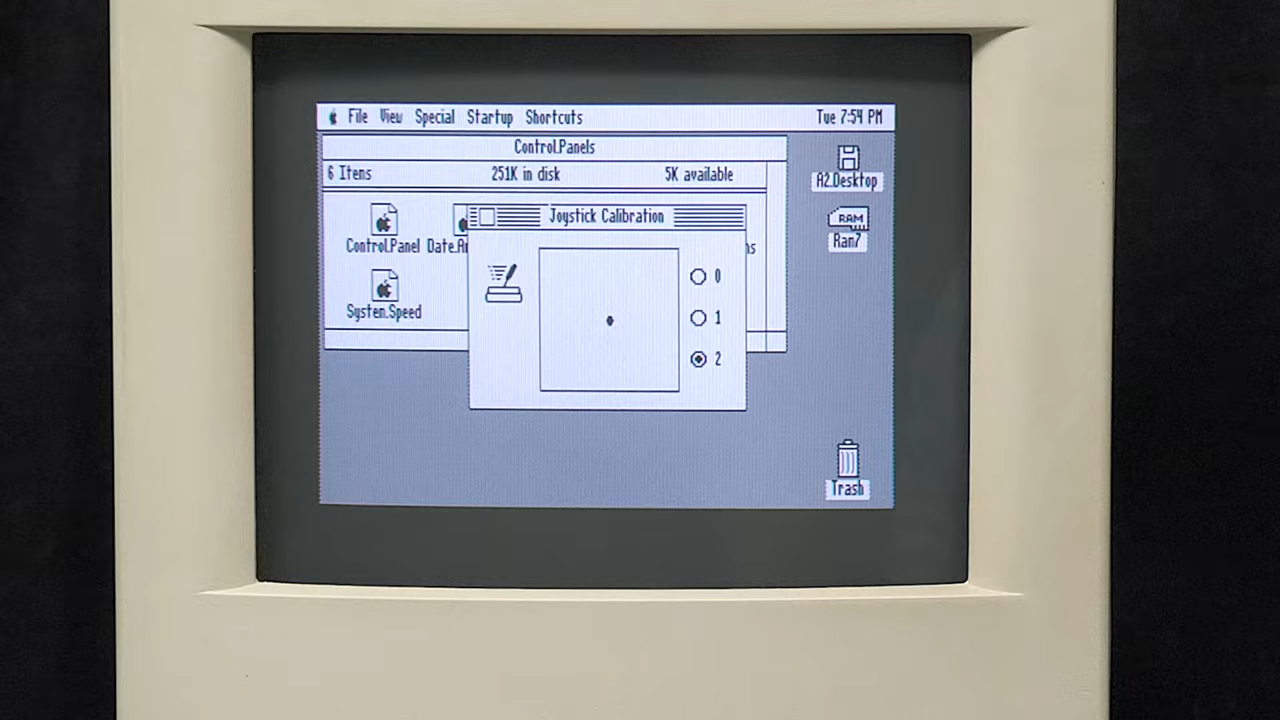 File View Special Startup Shortcuts Tue 7:54 PM
Control.Panels
6 Items 251K in disk 5K available
A2.Desktop
Joystick Calibration
RAM
Ram7
Control.Panel
System.Speed
0
1
2
Trash